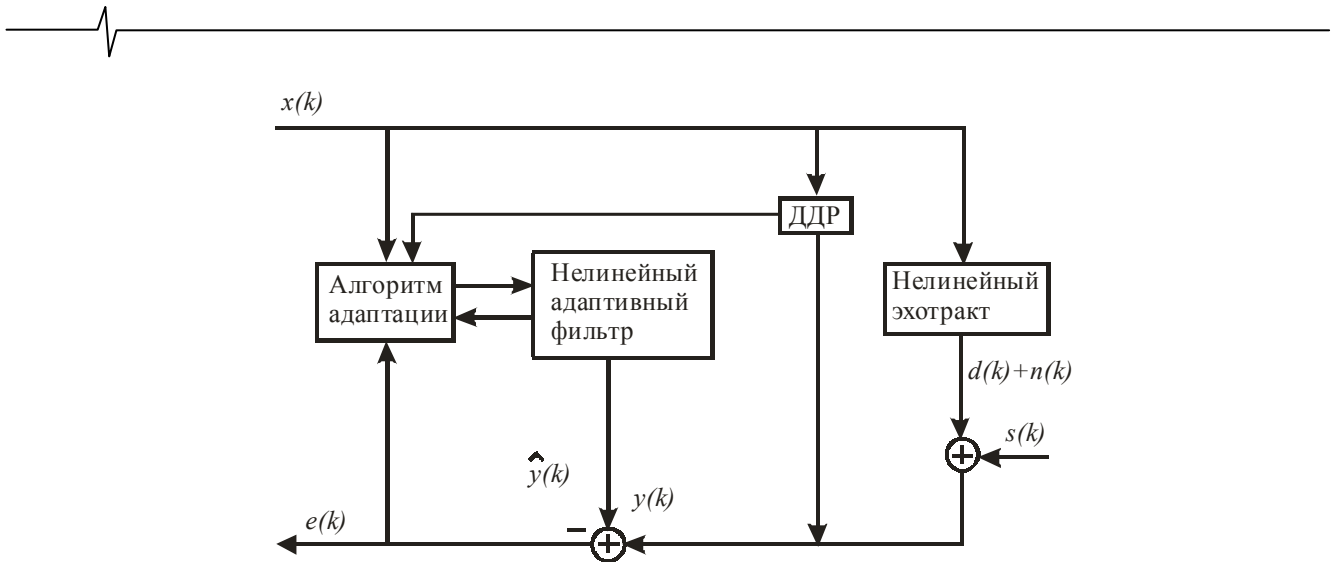 x(k)
ДДР
Алгоритм
адаптации
Нелинейный
адаптивный
фильтр
Нелинейный
эхотракт
d(k)+n(k)
s(k)
ŷ(k)
y(k)
e(k)
−
+
+